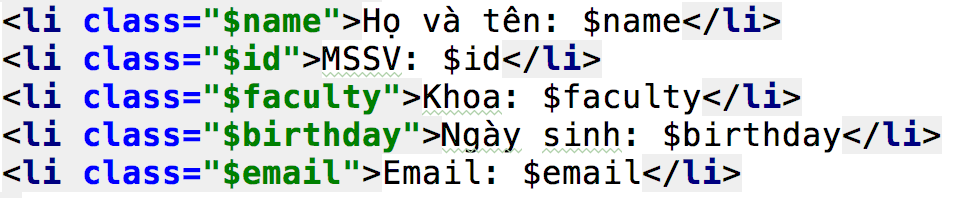 <li class="$name">Họ và tên: $name</li>
<li class="$id">MSSV: $id</li>
<li class="$faculty">Khoa: $faculty</li>
<li class="$birthday">Ngày sinh: $birthday</li>
<li class="$email">Email: $email</li>